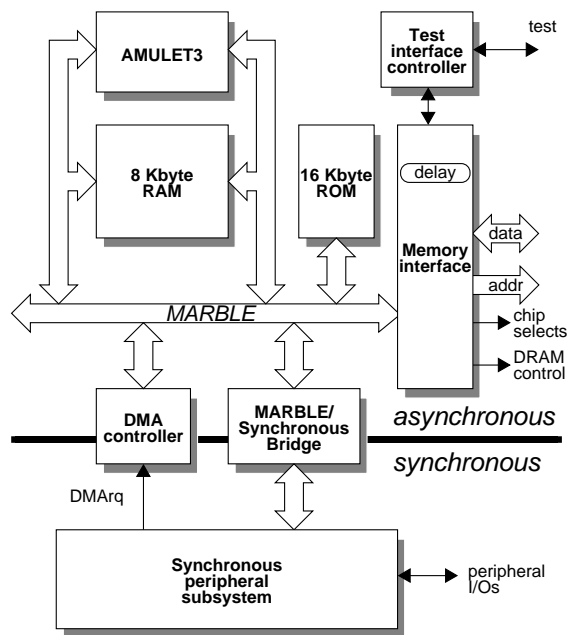 AMULET3
Test
interface
controller
test
8 Kbyte
RAM
16 Kbyte
ROM
delay
Memory
interface
data
addr
MARBLE
chip
selects
DRAM
control
DMA
controller
MARBLE/
Synchronous
Bridge
asynchronous
synchronous
DMArq
Synchronous
peripheral
subsystem
peripheral
I/Os